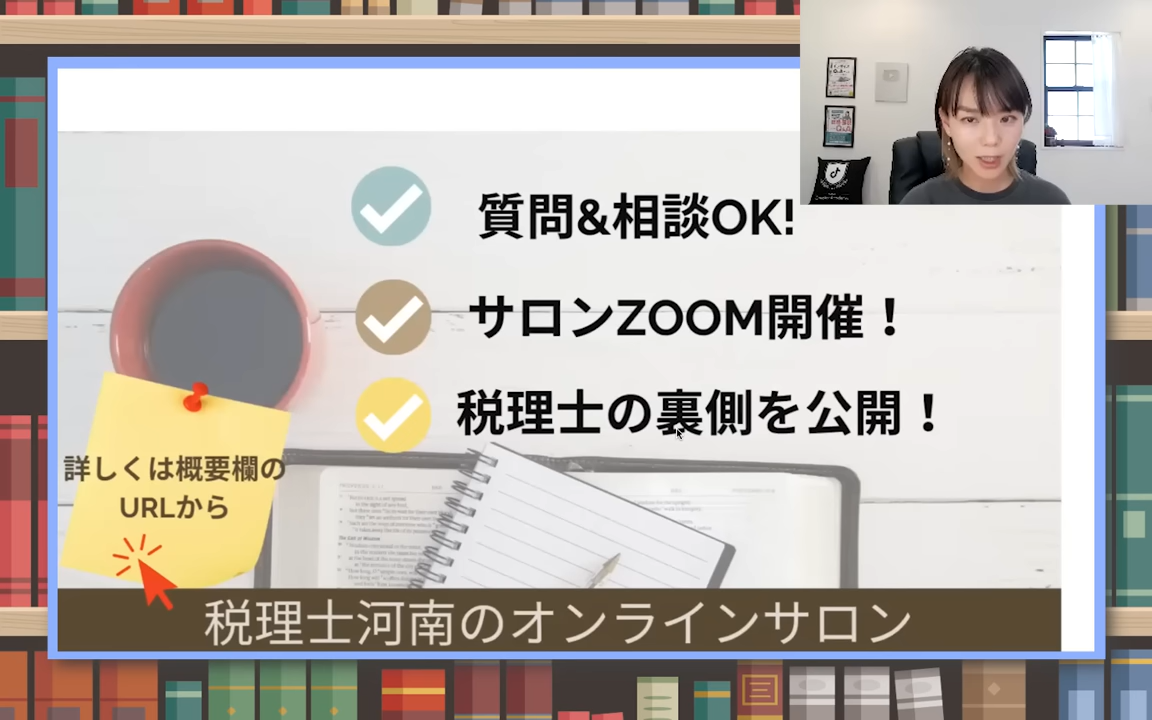 質問&相談OK!
サロンZOOM開催！
税理士の裏側を公開！
詳しくは概要欄の
URLから
税理士河南のオンラインサロン